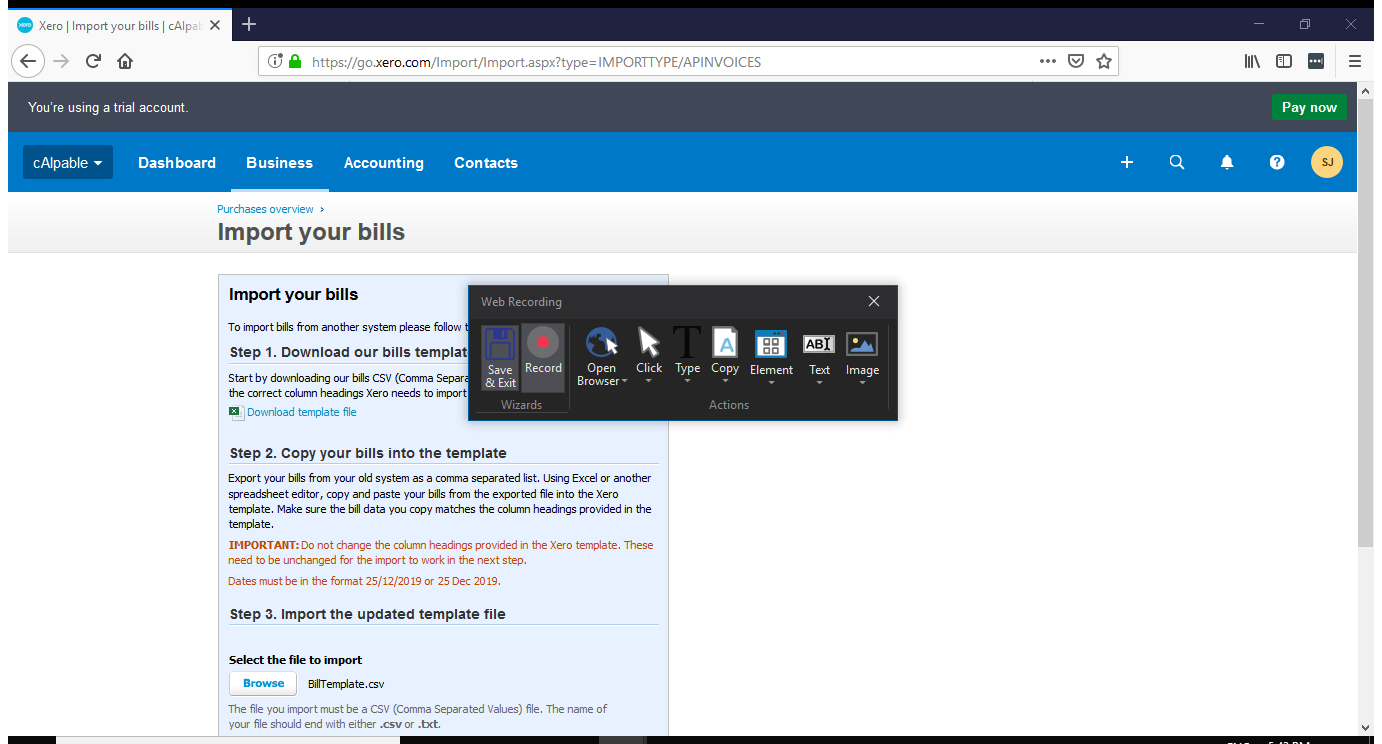 xero Xero | Import your bills | cAlpab
https://go.xero.com/Import/Import.aspx?type=IMPORTTYPE/APINVOICES
You're using a trial account.
Pay now
cAlpable
Dashboard
Business
Accounting
Contacts
SJ
Purchases overview
Import your bills
Import your bills
To import bills from another system please follow
Step 1. Download our bills templat
Start by downloading our bills CSV (Comma Separa
the correct column headings Xero needs to import
Download template file
Web Recording
Save
& Exit
Record
Open
Browser
Click
Type
Copy
Element
Text
Image
Wizards
Actions
Step 2. Copy your bills into the template
Export your bills from your old system as a comma separated list. Using Excel or another
spreadsheet editor, copy and paste your bills from the exported file into the Xero
template. Make sure the bill data you copy matches the column headings provided in the
template.
IMPORTANT: Do not change the column headings provided in the Xero template. These
need to be unchanged for the import to work in the next step.
Dates must be in the format 25/12/2019 or 25 Dec 2019.
Step 3. Import the updated template file
Select the file to import
Browse
BillTemplate.csv
The file you import must be a CSV (Comma Separated Values) file. The name of
your file should end with either .csv or .txt.